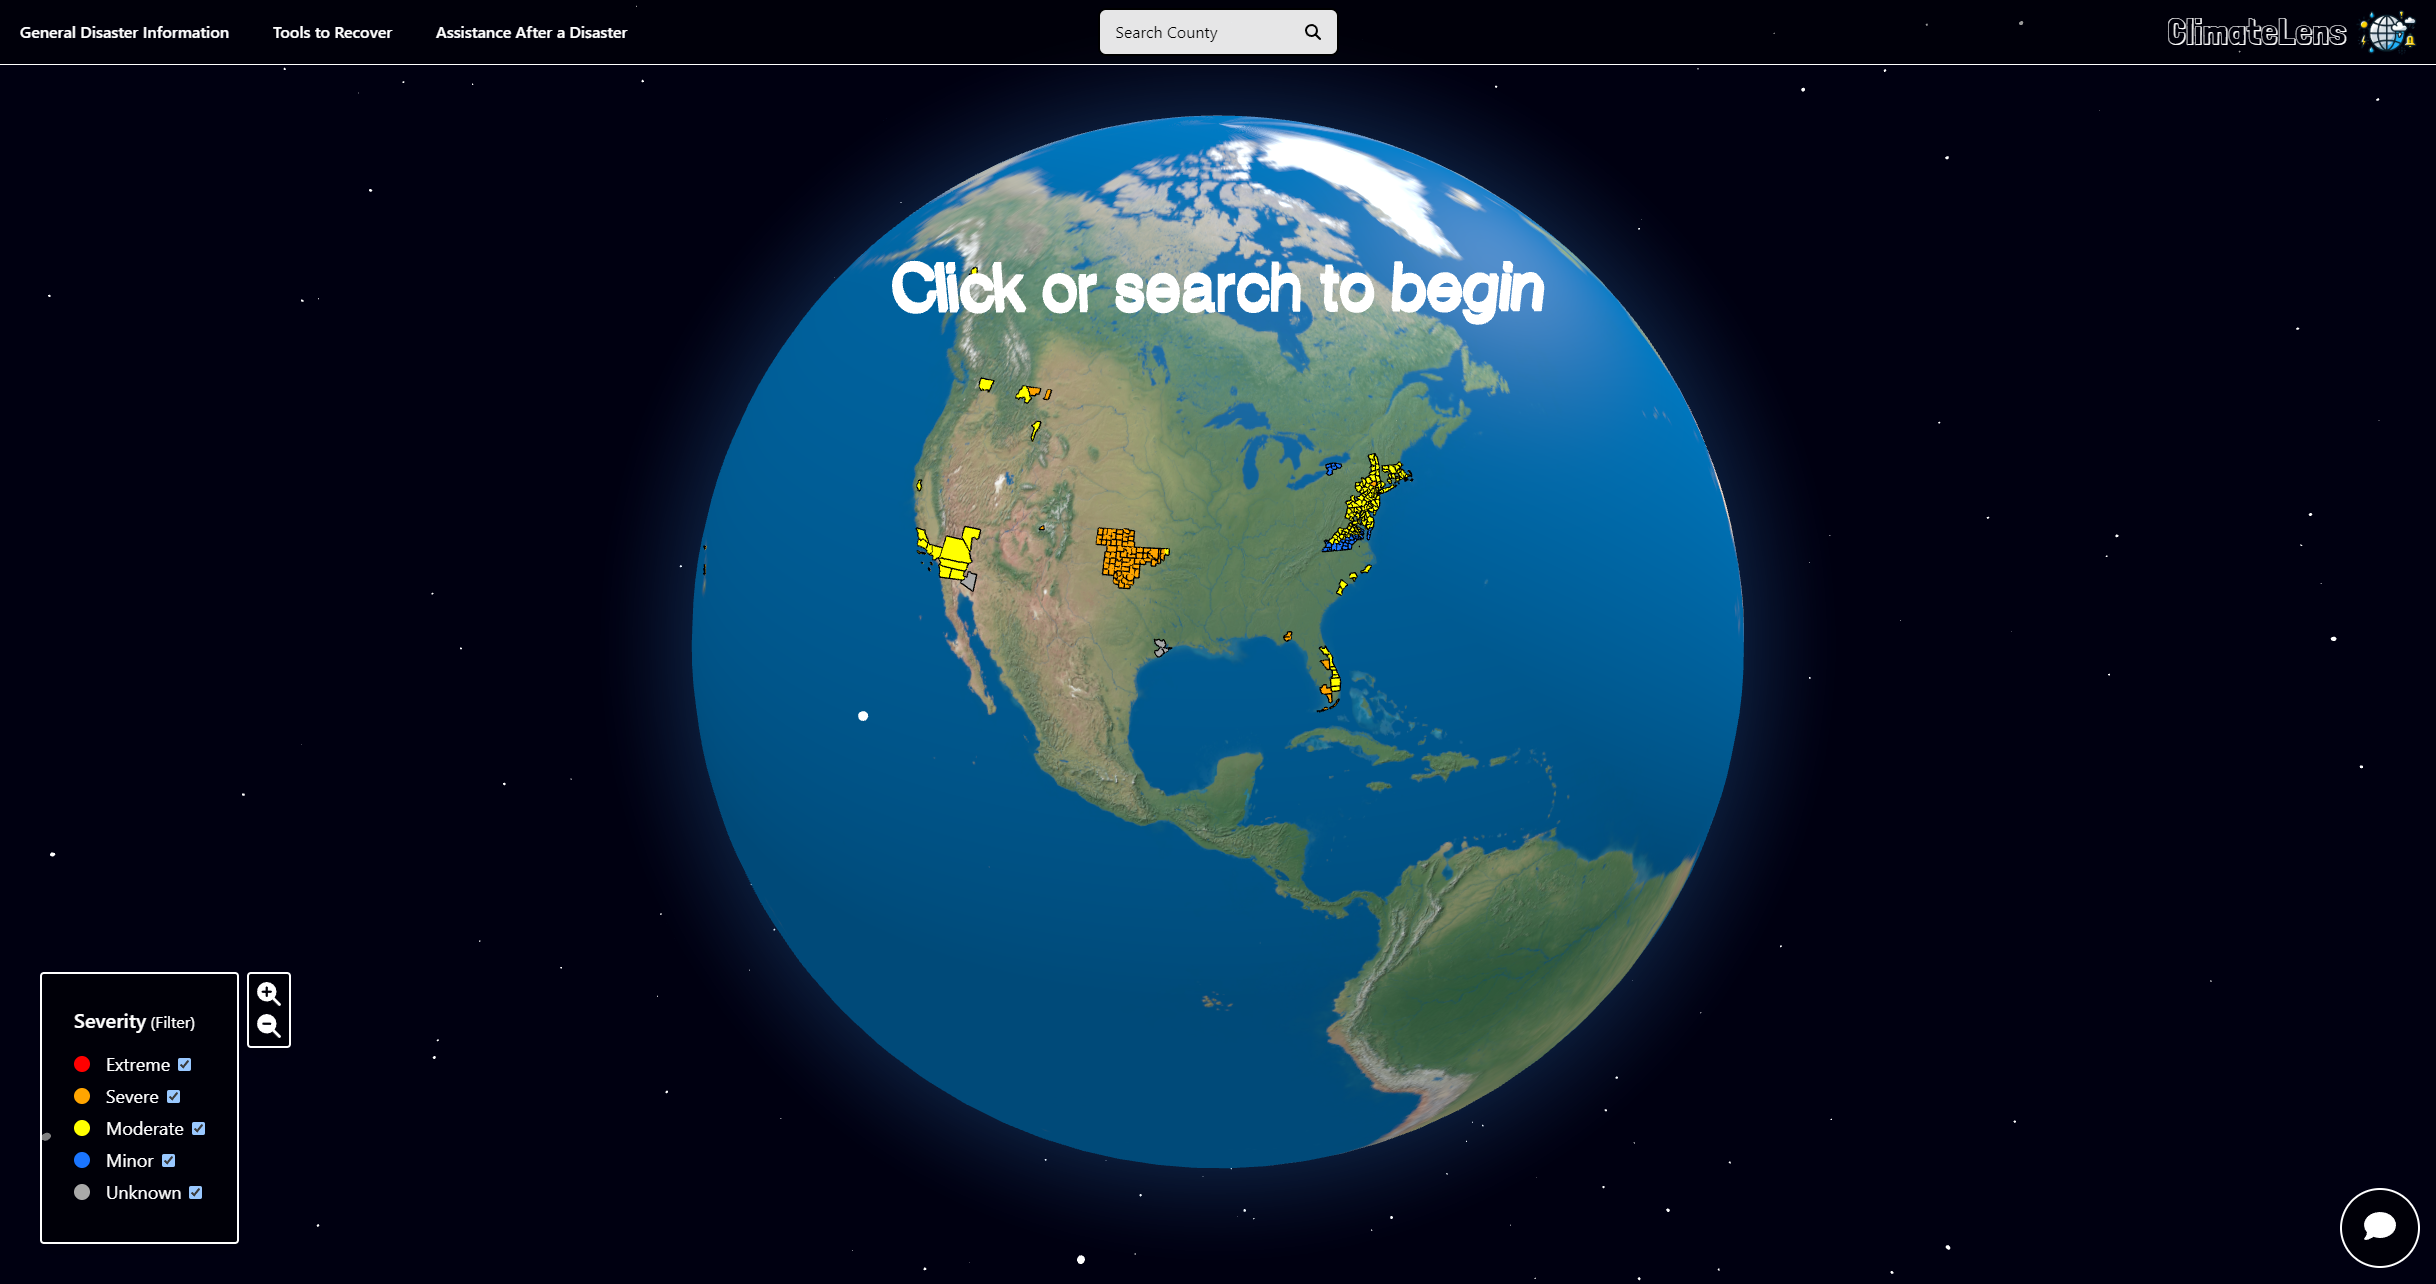 General Disaster Information
Tools to Recover
Assistance After a Disaster
Search County
ClimateLens
Click or search to begin
Severity (Filter)
Extreme
Severe
Moderate
Minor
Unknown